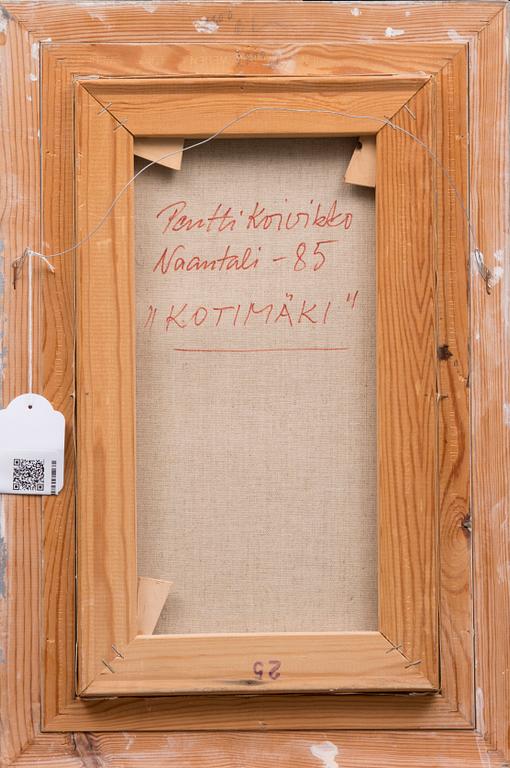 Pentti Koivikko
Naantali - 85
"KOTIMÄKI"
25